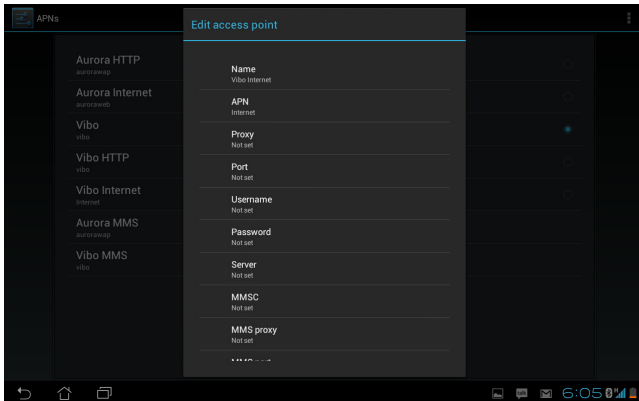 APNs
Aurora HTTP
aurorawap
Aurora Internet
auroraweb
Vibo
vibo
Vibo HTTP
vibo
Vibo Internet
internet
Aurora MMS
aurorawap
Vibo MMS
vibo
Edit access point
Name
Vibo Internet
APN
Internet
Proxy
Not set
Port
Not set
Username
Not set
Password
Not set
Server
Not set
MMSC
Not set
MMS proxy
Not set
MMS port
6:05
H